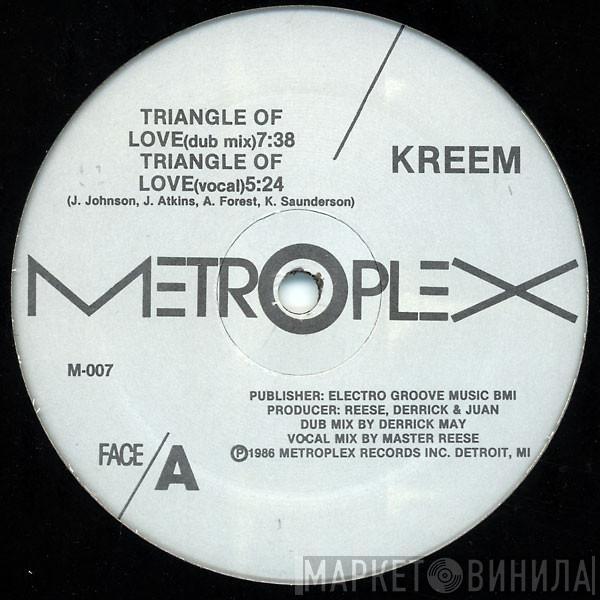 TRIANGLE OF
LOVE(dub mix)7:38
TRIANGLE OF
LOVE(vocal)5:24
(J. Johnson, J. Atkins, A. Forest, K. Saunderson)
KREEM
METROPLEX
M-007
PUBLISHER: ELECTRO GROOVE MUSIC BMI
PRODUCER: REESE, DERRICK & JUAN
DUB MIX BY DERRICK MAY
VOCAL MIX BY MASTER REESE
Ⓟ1986 METROPLEX RECORDS INC. DETROIT, MI
FACE/A
МАРКЕТ ВИНИЛА